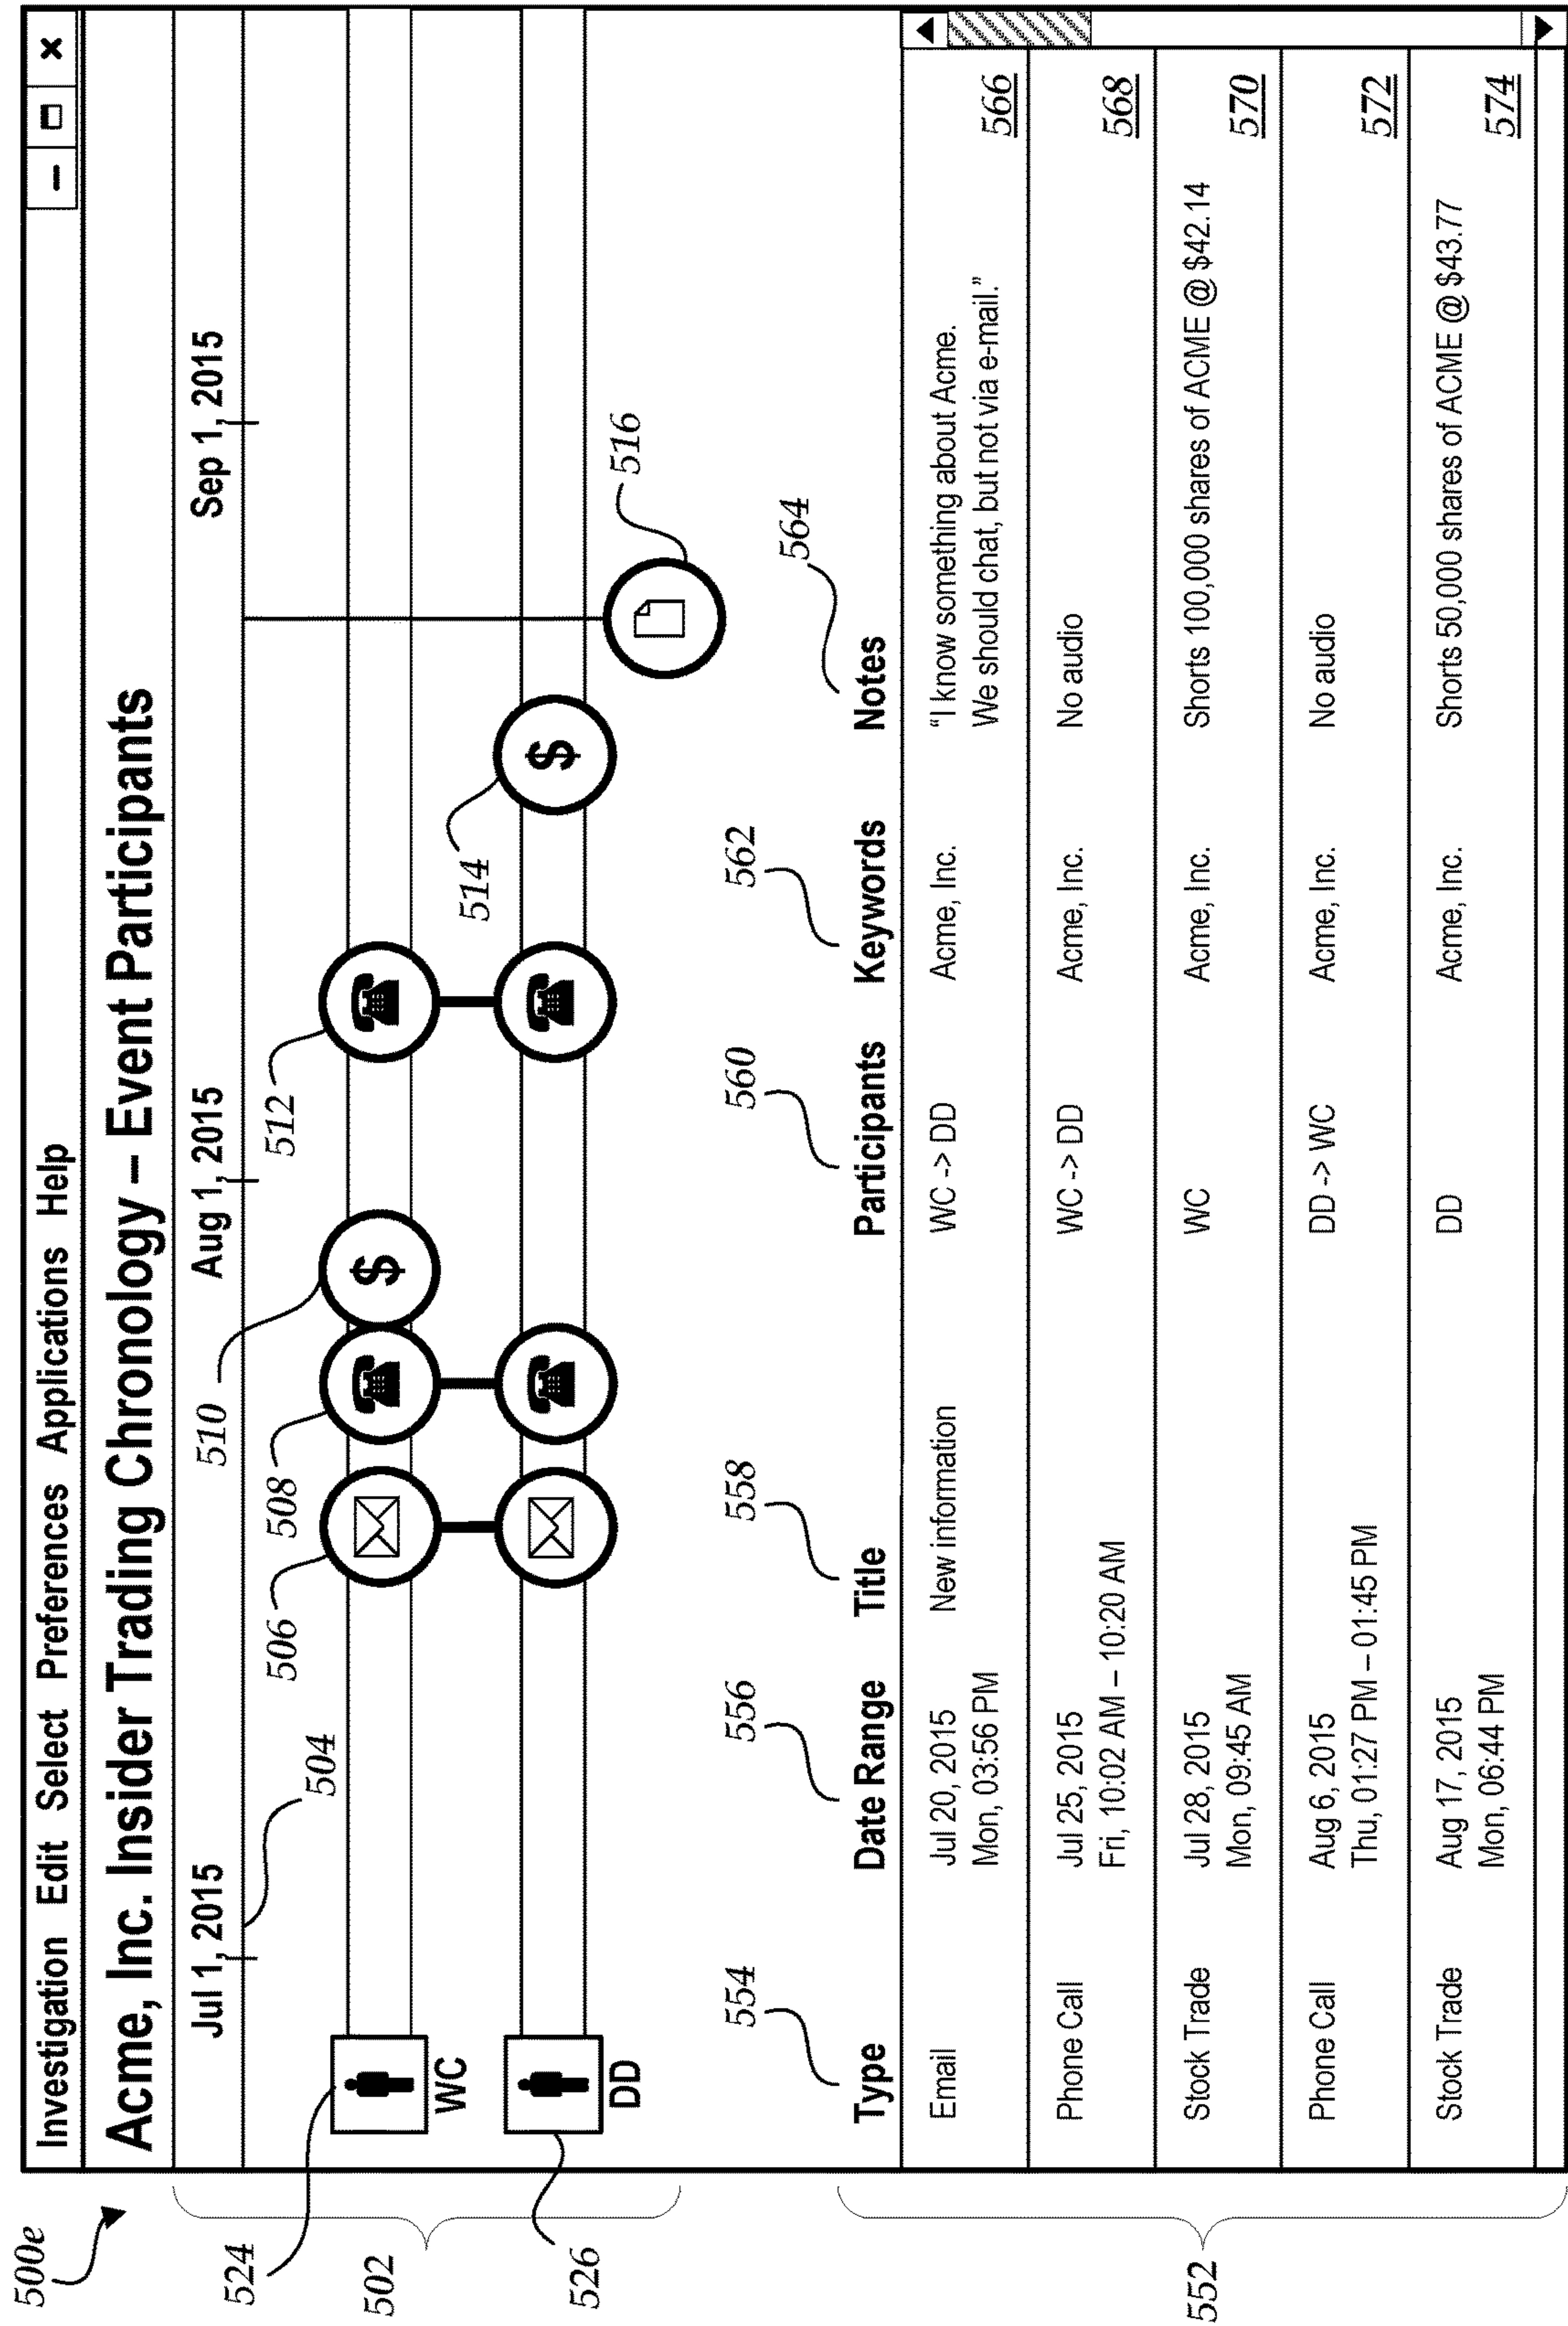 500e
Investigation Edit Select Preferences Applications Help
Acme, Inc. Insider Trading Chronology – Event Participants
Jul 1, 2015
Aug 1, 2015
Sep 1, 2015
504
506
508
510
512
514
516
524
WC
$
502
526
DD
$
554
556
558
560
562
564
Type Date Range Title Participants Keywords Notes
Email Jul 20, 2015 New information WC -> DD Acme, Inc. “I know something about Acme.
Mon, 03:56 PM We should chat, but not via e-mail.” 566
Phone Call Jul 25, 2015 WC -> DD Acme, Inc. No audio
Fri, 10:02 AM – 10:20 AM 568
Stock Trade Jul 28, 2015 WC Acme, Inc. Shorts 100,000 shares of ACME @ $42.14
Mon, 09:45 AM 570
Phone Call Aug 6, 2015 DD -> WC Acme, Inc. No audio
Thu, 01:27 PM – 01:45 PM 572
Stock Trade Aug 17, 2015 DD Acme, Inc. Shorts 50,000 shares of ACME @ $43.77
Mon, 06:44 PM 574
552